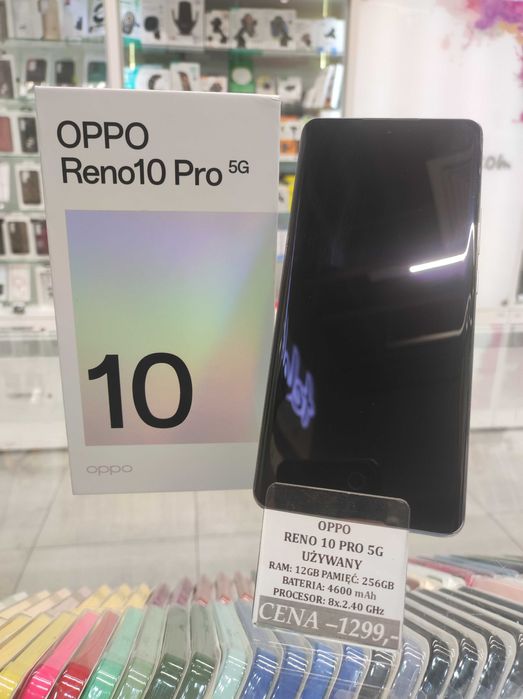 OPPO
Reno10 Pro 5G
10
oppo
OPPO
RENO 10 PRO 5G
UŻYWANY
RAM: 12GB PAMIĘĆ: 256GB
BATERIA: 4600 mAh
PROCESOR: 8x.2.40 GHz
CENA –1299,-